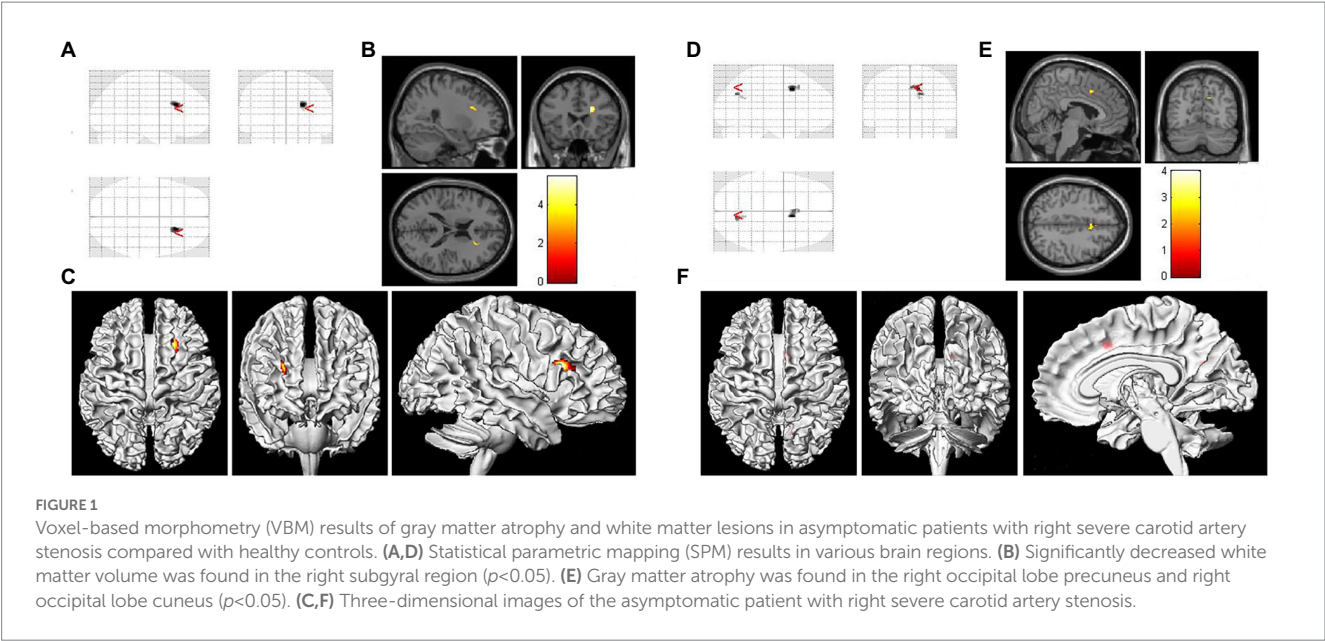 A
B
D
E
<
<
<
<
<
<
4
2
0
4
3
2
1
0
C
F
FIGURE 1
Voxel-based morphometry (VBM) results of gray matter atrophy and white matter lesions in asymptomatic patients with right severe carotid artery
stenosis compared with healthy controls. (A,D) Statistical parametric mapping (SPM) results in various brain regions. (B) Significantly decreased white
matter volume was found in the right subgyral region (p<0.05). (E) Gray matter atrophy was found in the right occipital lobe precuneus and right
occipital lobe cuneus (p<0.05). (C,F) Three-dimensional images of the asymptomatic patient with right severe carotid artery stenosis.